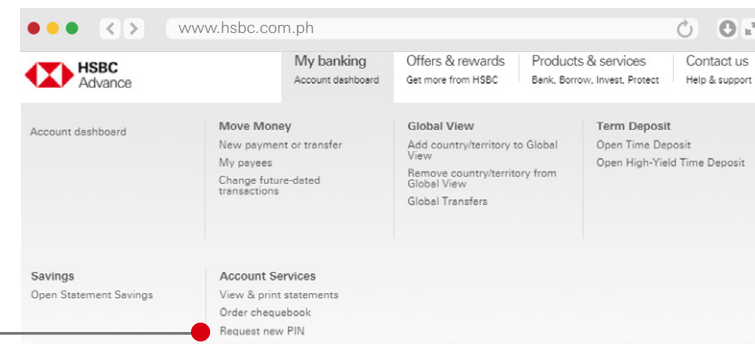 www.hsbc.com.ph
HSBC
Advance
My banking
Account dashboard
Offers & rewards
Get more from HSBC
Products & services
Bank, Borrow, Invest, Protect
Contact us
Help & support
Account dashboard
Move Money
New payment or transfer
My payees
Change future-dated
transactions
Global View
Add country/territory to Global
View
Remove country/territory from
Global View
Global Transfers
Term Deposit
Open Time Deposit
Open High-Yield Time Deposit
Savings
Open Statement Savings
Account Services
View & print statements
Order chequebook
Request new PIN